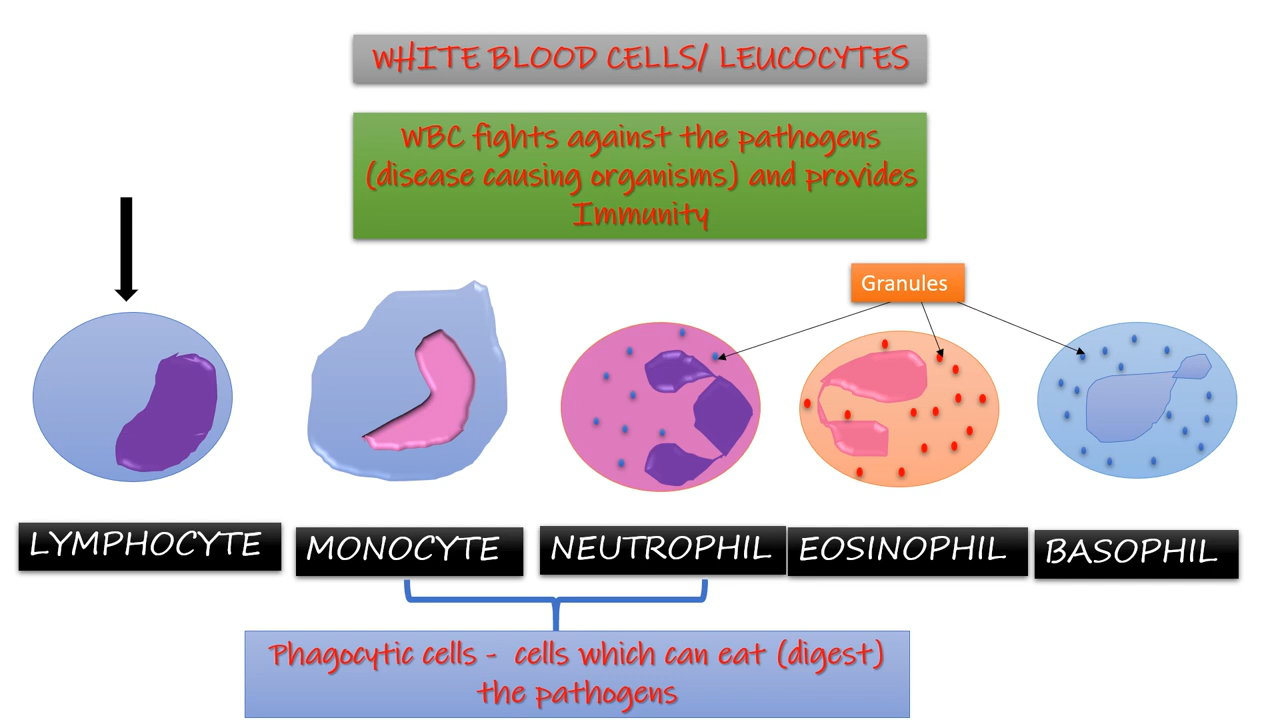 WHITE BLOOD CELLS/ LEUCOCYTES
WBC fights against the pathogens
(disease causing organisms) and provides
Immunity
Granules
LYMPHOCYTE
MONOCYTE
NEUTROPHIL
EOSINOPHIL
BASOPHIL
Phagocytic cells - cells which can eat (digest)
the pathogens